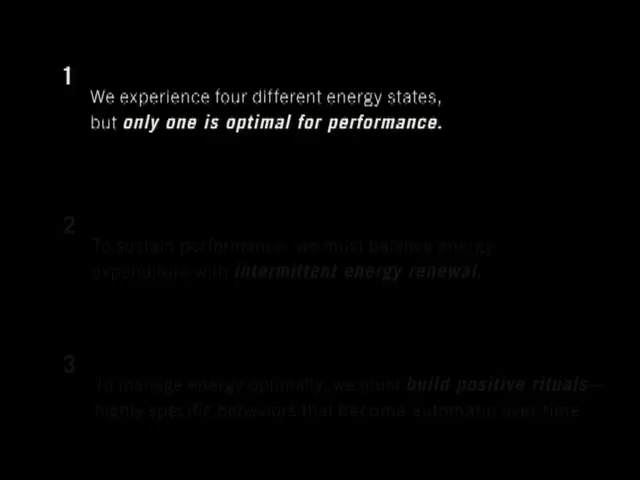 1
We experience four different energy states,
but only one is optimal for performance.
2
To sustain performance, we must balance energy
expenditure with intermittent energy renewal.
3
To manage energy optimally, we must build positive rituals—
highly specific behaviors that become automatic over time